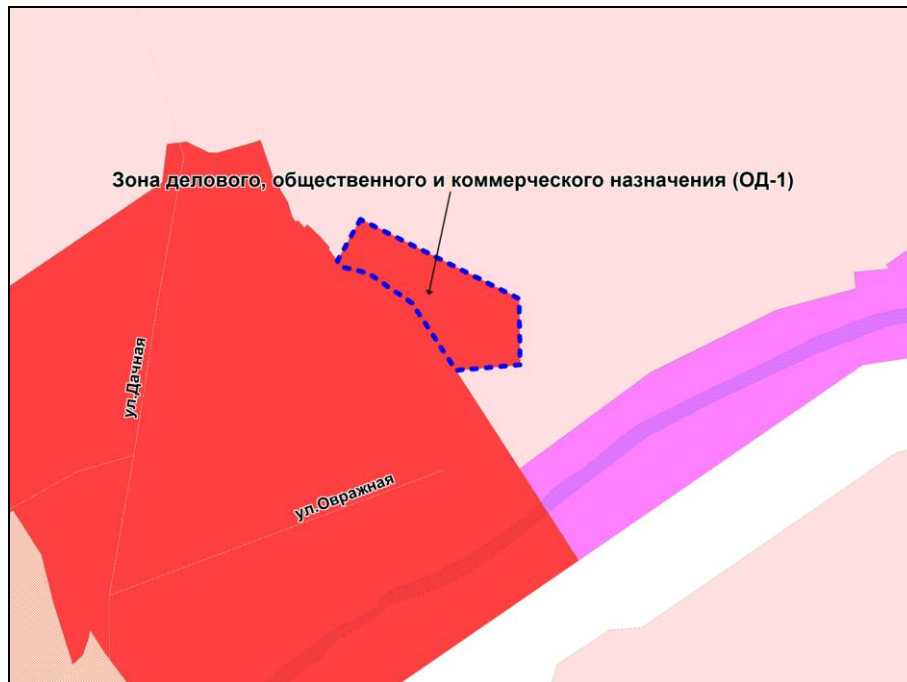 Зона делового, общественного и коммерческого назначения (ОД-1)
ул.Дачная
ул.Овражная